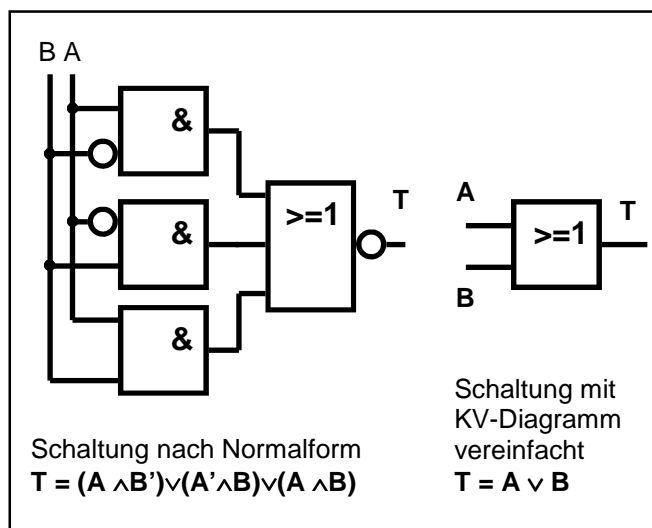 B A
&
&
&
>=1
T
A
B
>=1
T
Schaltung nach Normalform
T = (A ∧B’)∨(A’∧B)∨(A ∧B)
Schaltung mit
KV-Diagramm
vereinfacht
T = A ∨ B